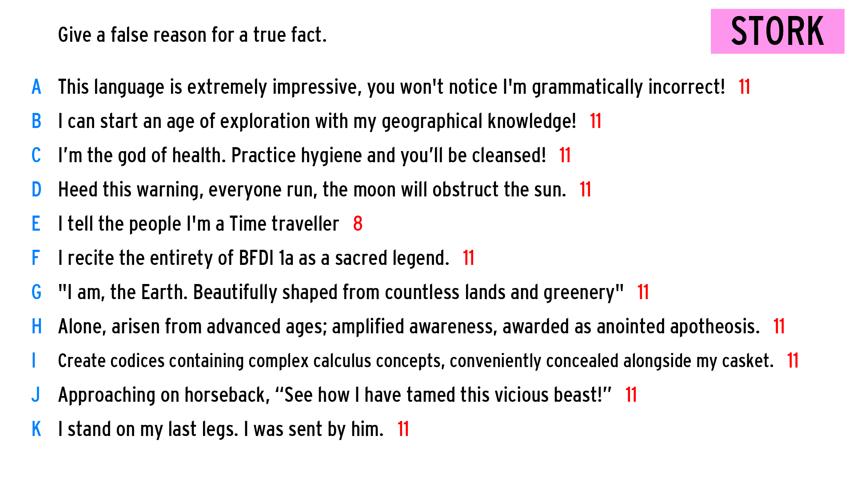 Give a false reason for a true fact.
STORK
A This language is extremely impressive, you won't notice I'm grammatically incorrect! 11
B I can start an age of exploration with my geographical knowledge! 11
C I’m the god of health. Practice hygiene and you’ll be cleansed! 11
D Heed this warning, everyone run, the moon will obstruct the sun. 11
E I tell the people I'm a Time traveller 8
F I recite the entirety of BFDI 1a as a sacred legend. 11
G "I am, the Earth. Beautifully shaped from countless lands and greenery" 11
H Alone, arisen from advanced ages; amplified awareness, awarded as anointed apotheosis. 11
I Create codices containing complex calculus concepts, conveniently concealed alongside my casket. 11
J Approaching on horseback, “See how I have tamed this vicious beast!” 11
K I stand on my last legs. I was sent by him. 11